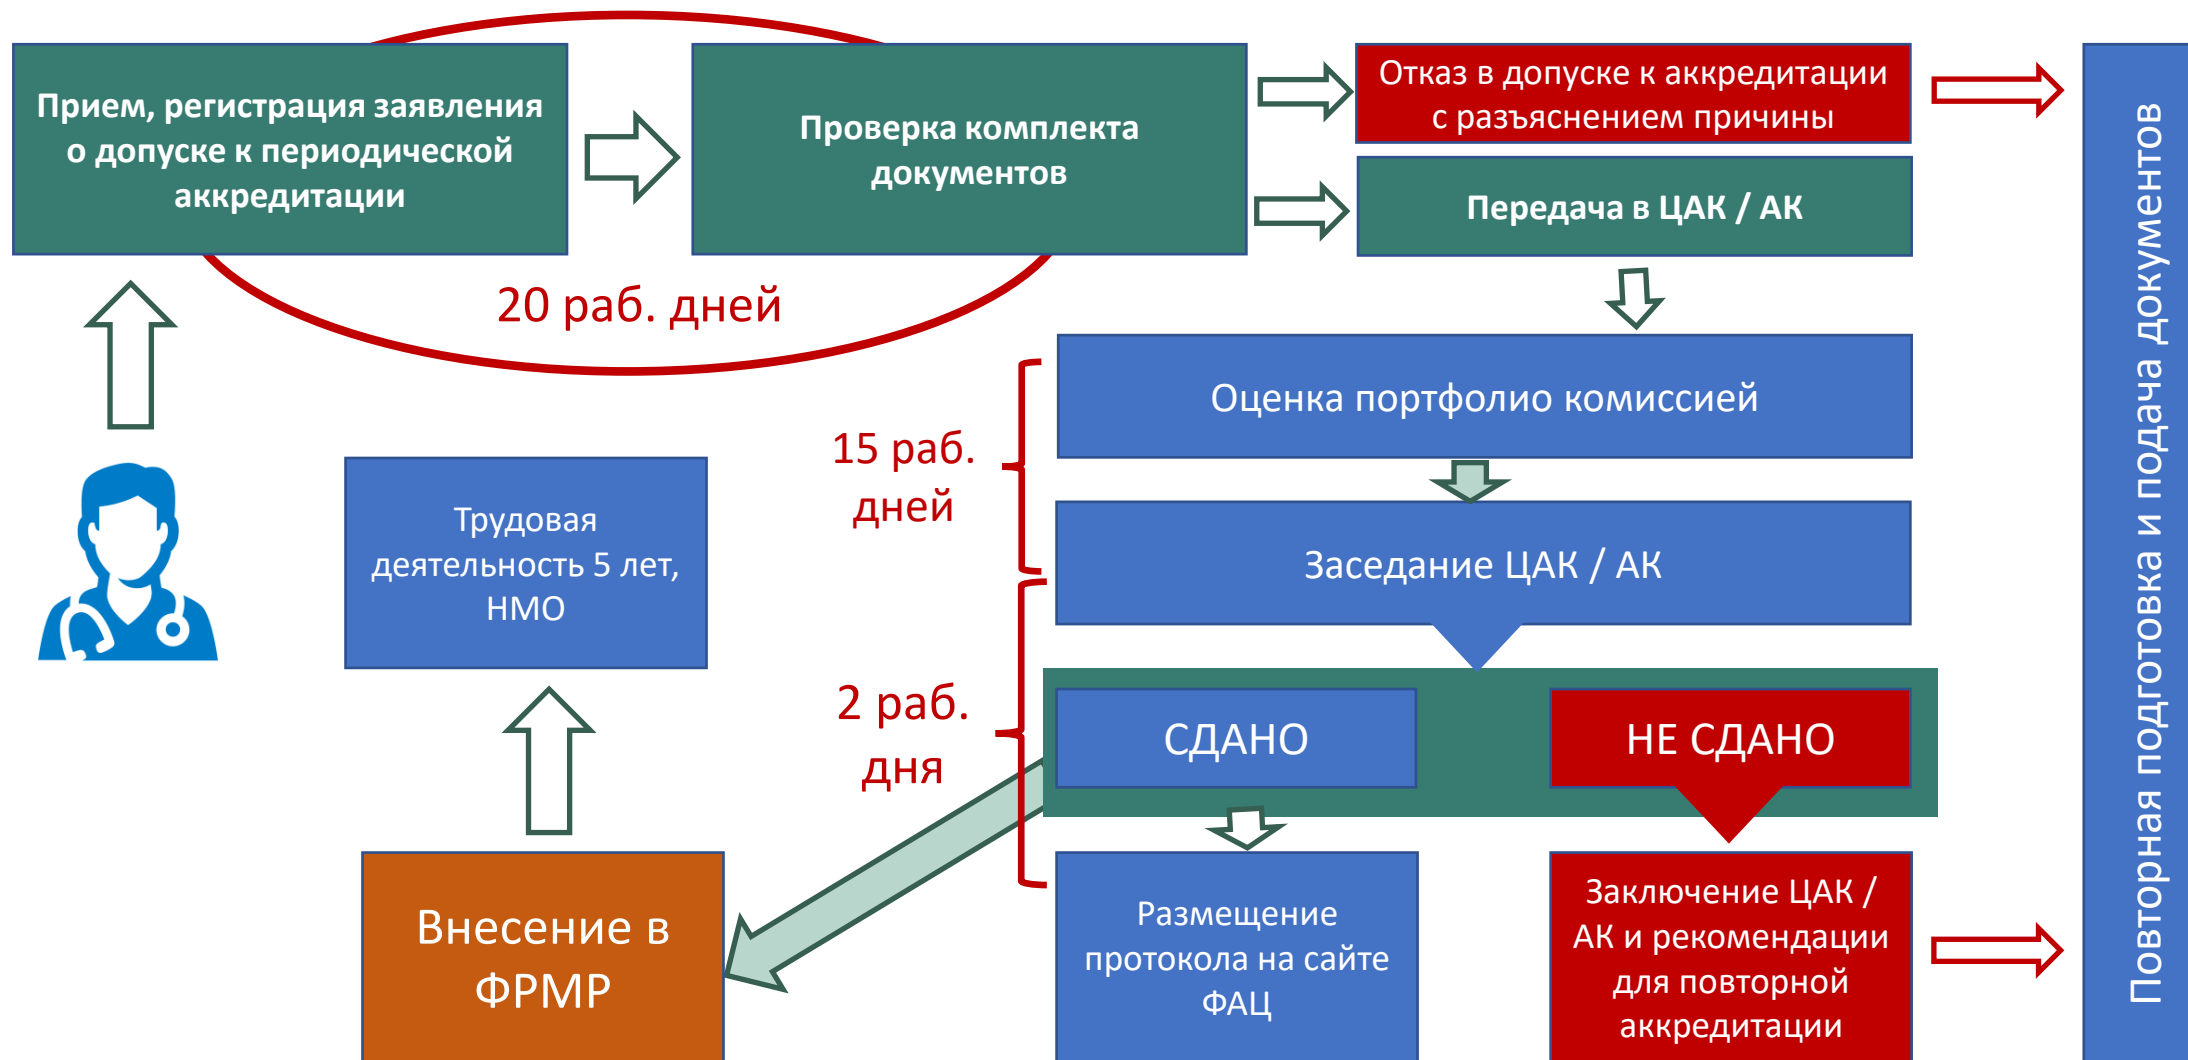 Прием, регистрация заявления
о допуске к периодической
аккредитации
Проверка комплекта
документов
Отказ в допуске к аккредитации
с разъяснением причины
Передача в ЦАК / АК
20 раб. дней
Оценка портфолио комиссией
15 раб.
дней
Заседание ЦАК / АК
Трудовая
деятельность 5 лет,
НМО
2 раб.
дня
СДАНО
НЕ СДАНО
Внесение в
ФРМР
Размещение
протокола на сайте
ФАЦ
Заключение ЦАК /
АК и рекомендации
для повторной
аккредитации
Повторная подготовка и подача документов